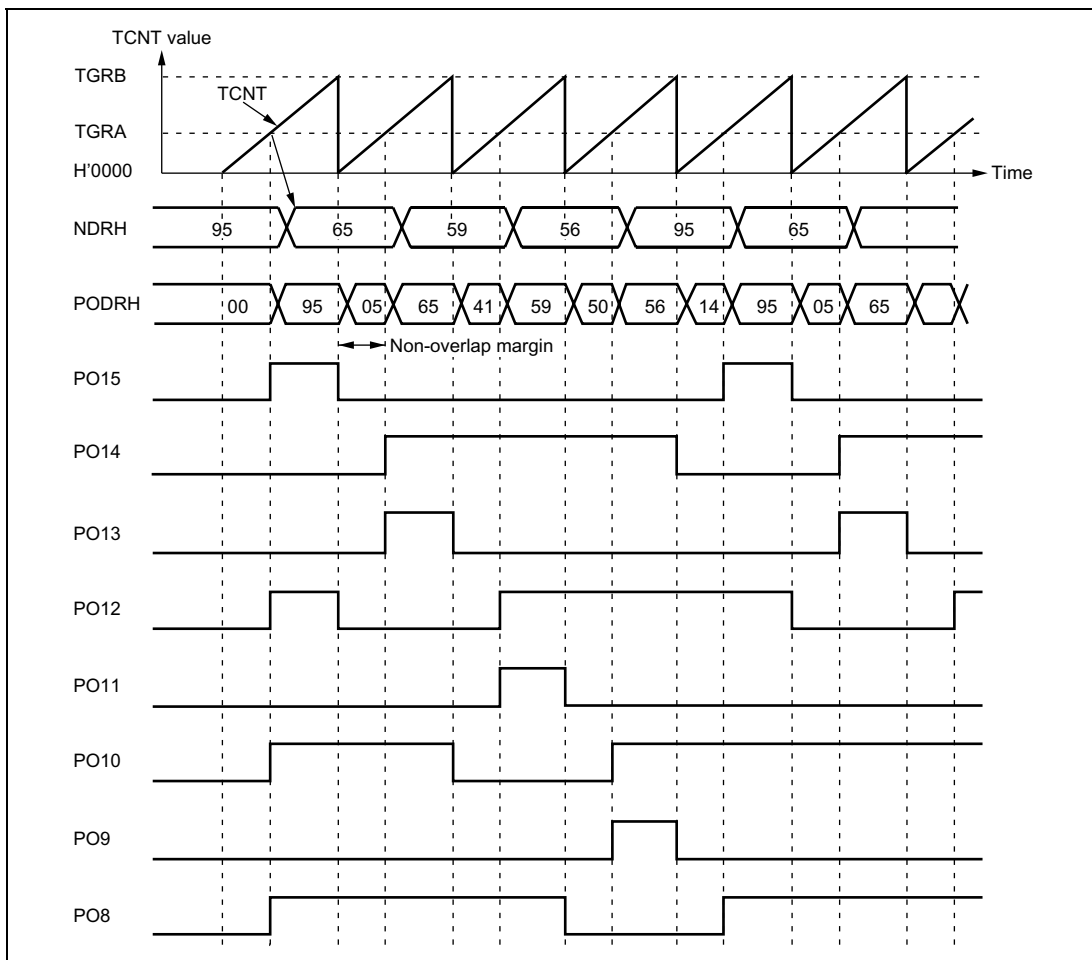 TCNT value
TGRB
TCNT
TGRA
H'0000
Time
NDRH
95 65 59 56 95 65
PODRH
00 95 05 65 41 59 50 56 14 95 05 65
Non-overlap margin
PO15
PO14
PO13
PO12
PO11
PO10
PO9
PO8